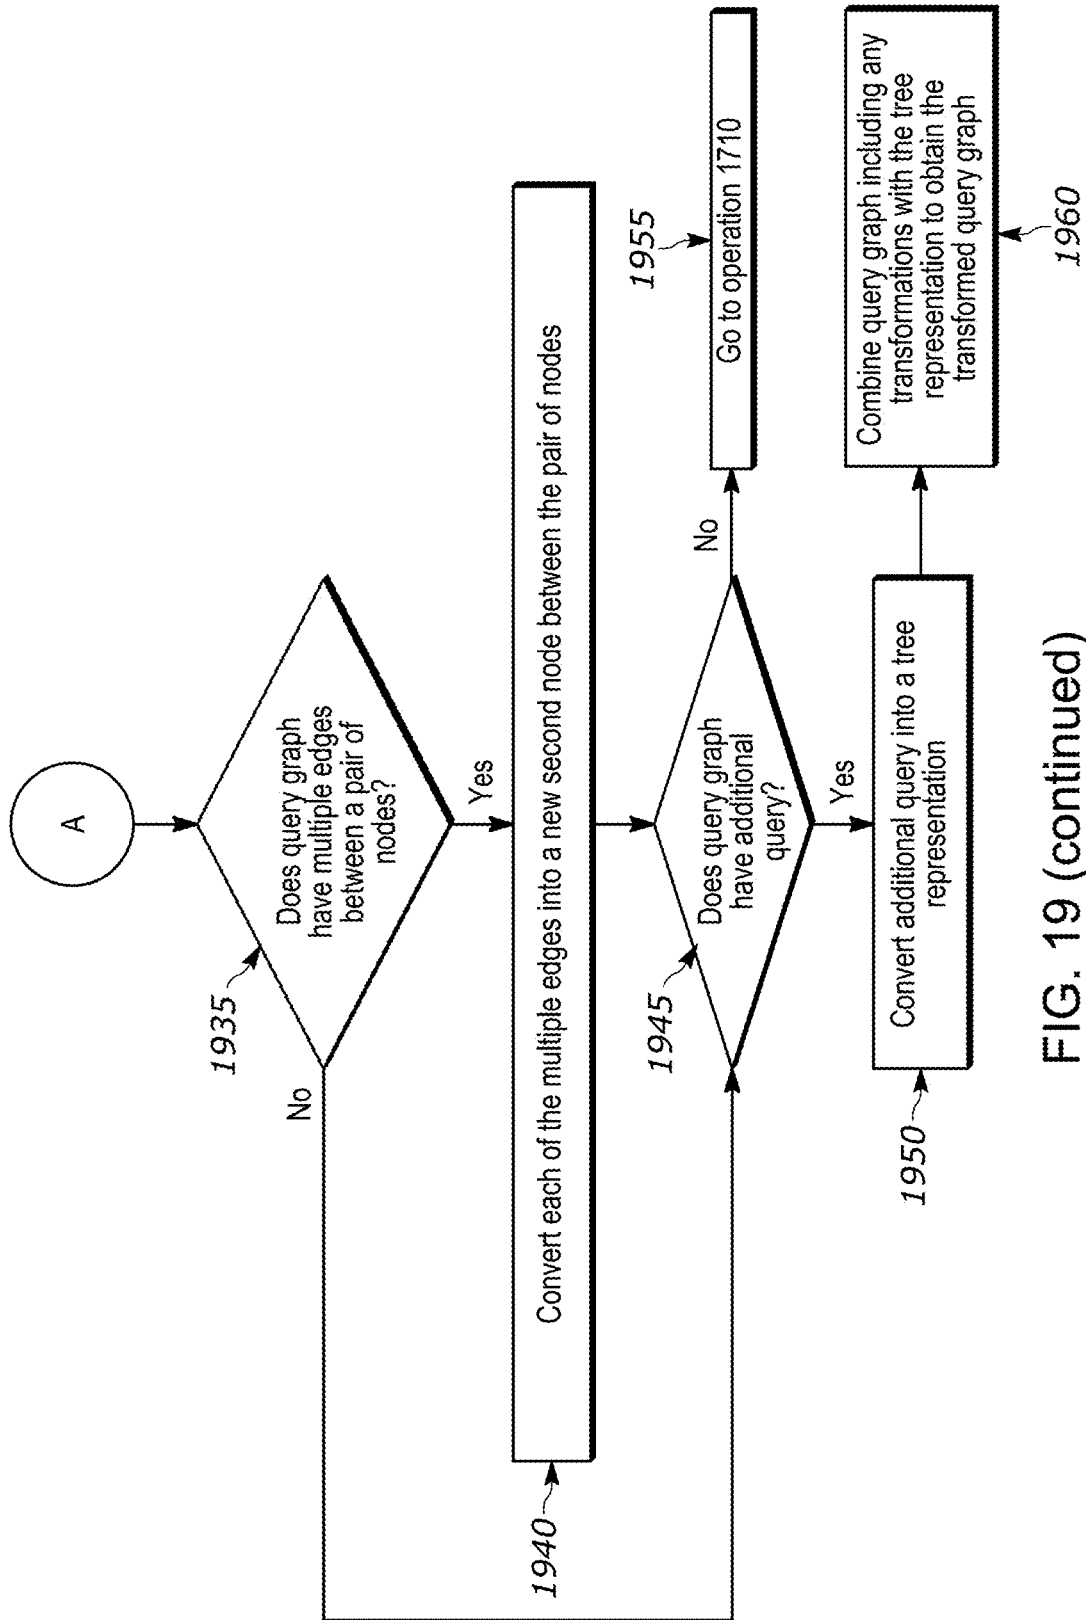 A
1935
Does query graph
have multiple edges
between a pair of
nodes?
No
Yes
1940
Convert each of the multiple edges into a new second node between the pair of nodes
1945
Does query graph
have additional
query?
No
1955
Go to operation 1710
Yes
1950
Convert additional query into a tree
representation
Combine query graph including any
transformations with the tree
representation to obtain the
transformed query graph
1960
FIG. 19 (continued)